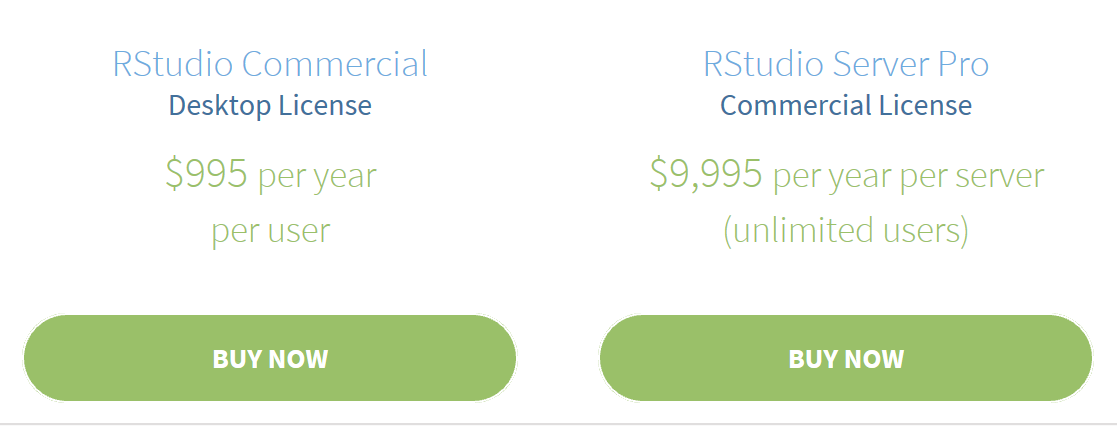 RStudio Commercial
Desktop License
$995 per year
per user
BUY NOW
RStudio Server Pro
Commercial License
$9,995 per year per server
(unlimited users)
BUY NOW